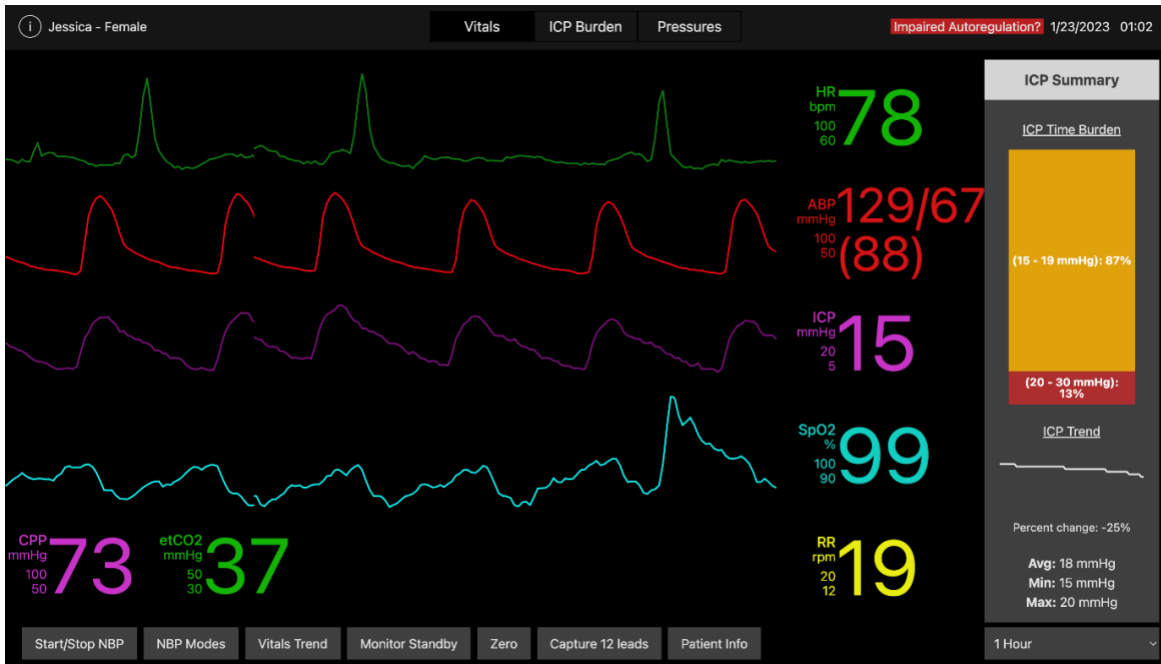 i Jessica - Female
Vitals ICP Burden Pressures
Impaired Autoregulation? 1/23/2023 01:02
HR
bpm
100
60
78
ABP
mmHg
100
50
129/67
(88)
ICP
mmHg
20
5
15
SpO2
%
100
90
99
CPP
mmHg
100
50
73
etCO2
mmHg
50
30
37
RR
rpm
20
12
19
ICP Summary
ICP Time Burden
(15 - 19 mmHg): 87%
(20 - 30 mmHg):
13%
ICP Trend
Percent change: -25%
Avg: 18 mmHg
Min: 15 mmHg
Max: 20 mmHg
Start/Stop NBP NBP Modes Vitals Trend Monitor Standby Zero Capture 12 leads Patient Info
1 Hour